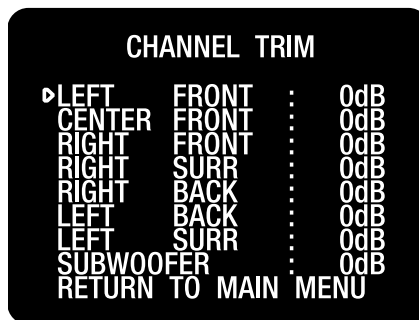 CHANNEL TRIM
LEFT FRONT : 0dB
CENTER FRONT : 0dB
RIGHT FRONT : 0dB
RIGHT SURR : 0dB
RIGHT BACK : 0dB
LEFT BACK : 0dB
LEFT SURR : 0dB
SUBWOOFER : 0dB
RETURN TO MAIN MENU